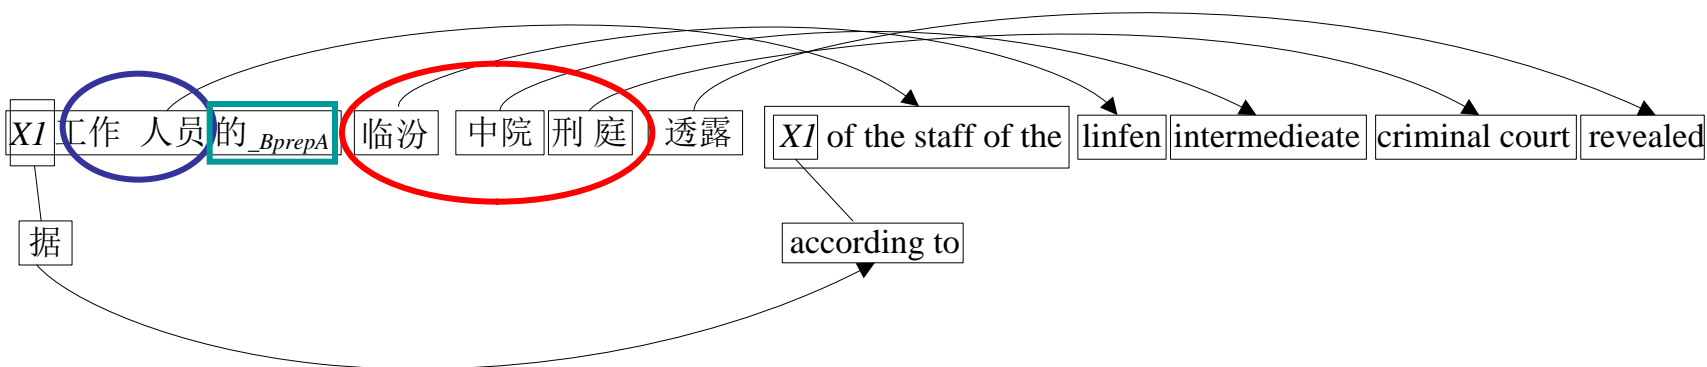 X1 工作 人员 的_BprepA 临汾 中院 刑 庭 透露 X1 of the staff of the linfen intermedieate criminal court revealed
据 according to